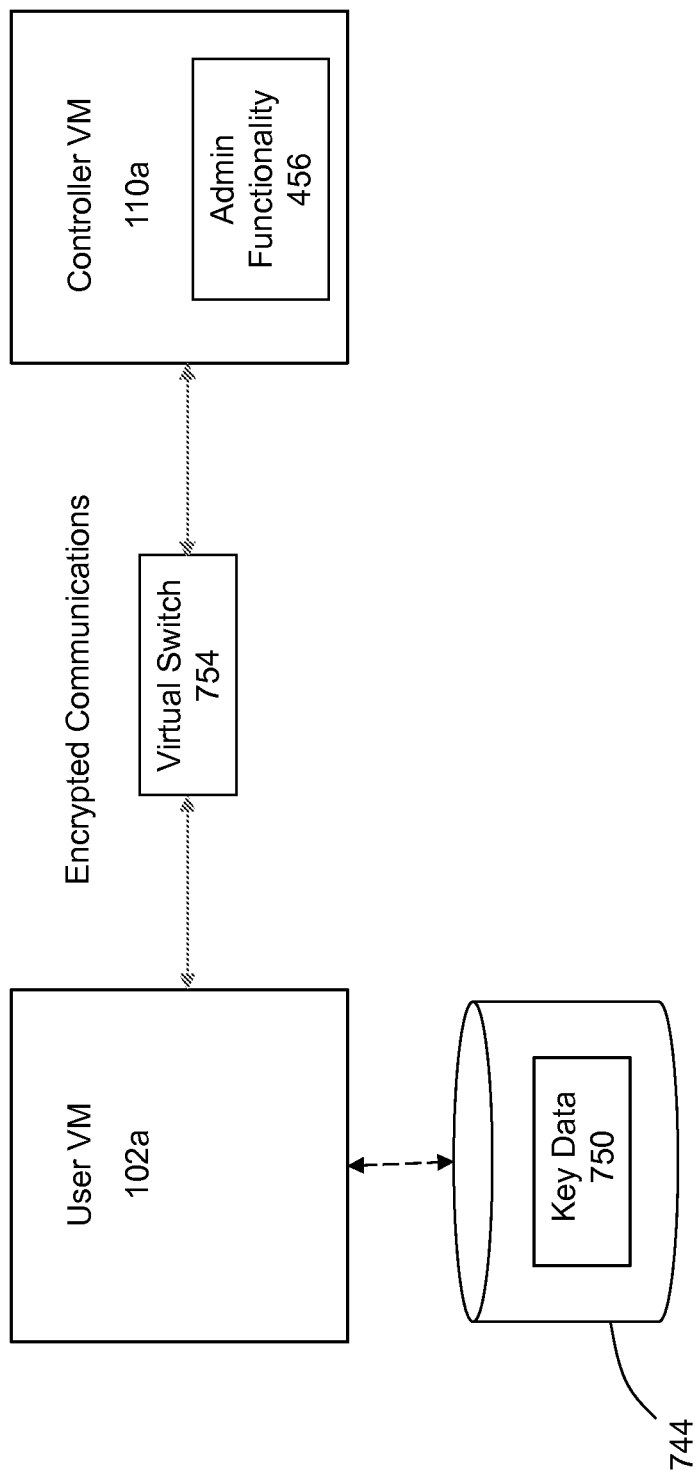 User VM
102a
Encrypted Communications
Virtual Switch
754
Controller VM
110a
Admin
Functionality
456
Key Data
750
744